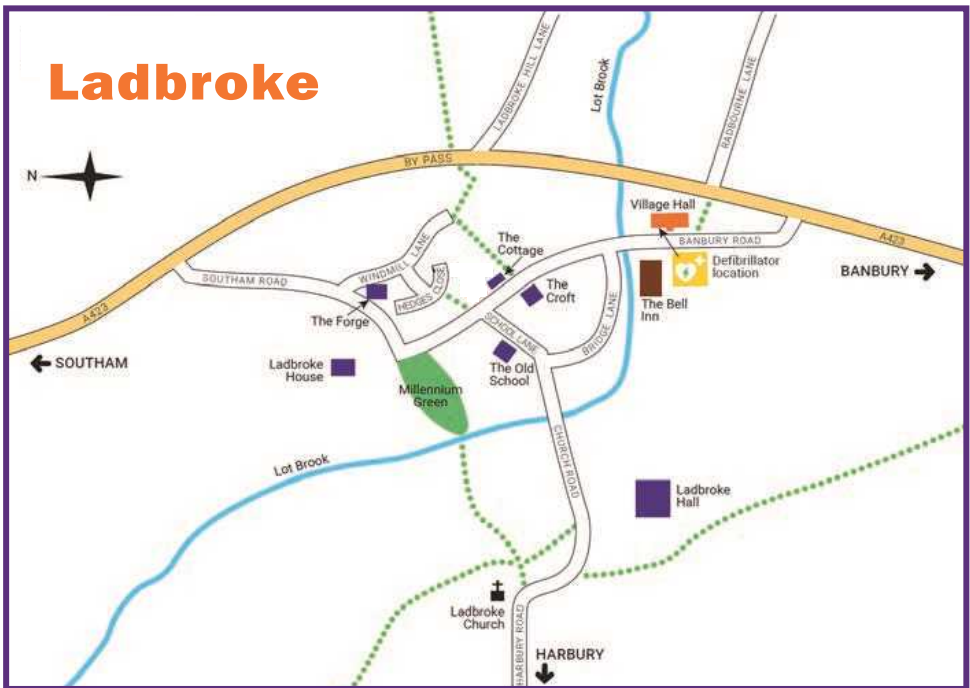 Ladbroke
LADBROKE HILL LANE
Lot Brook
RADBOURNE LANE
N
BY PASS
Village Hall
BANBURY ROAD
A423
WINDMILL LANE
The
Cottage
Defibrillator
location
BANBURY
SOUTHAM ROAD
HEDGES CLOSE
The
Croft
The Bell
Inn
A423
The Forge
SCHOOL LANE
BRIDGE LANE
SOUTHAM
Ladbroke
House
The Old
School
Millennium
Green
CHURCH ROAD
Lot Brook
Ladbroke
Hall
Ladbroke
Church
HARBURY ROAD
HARBURY